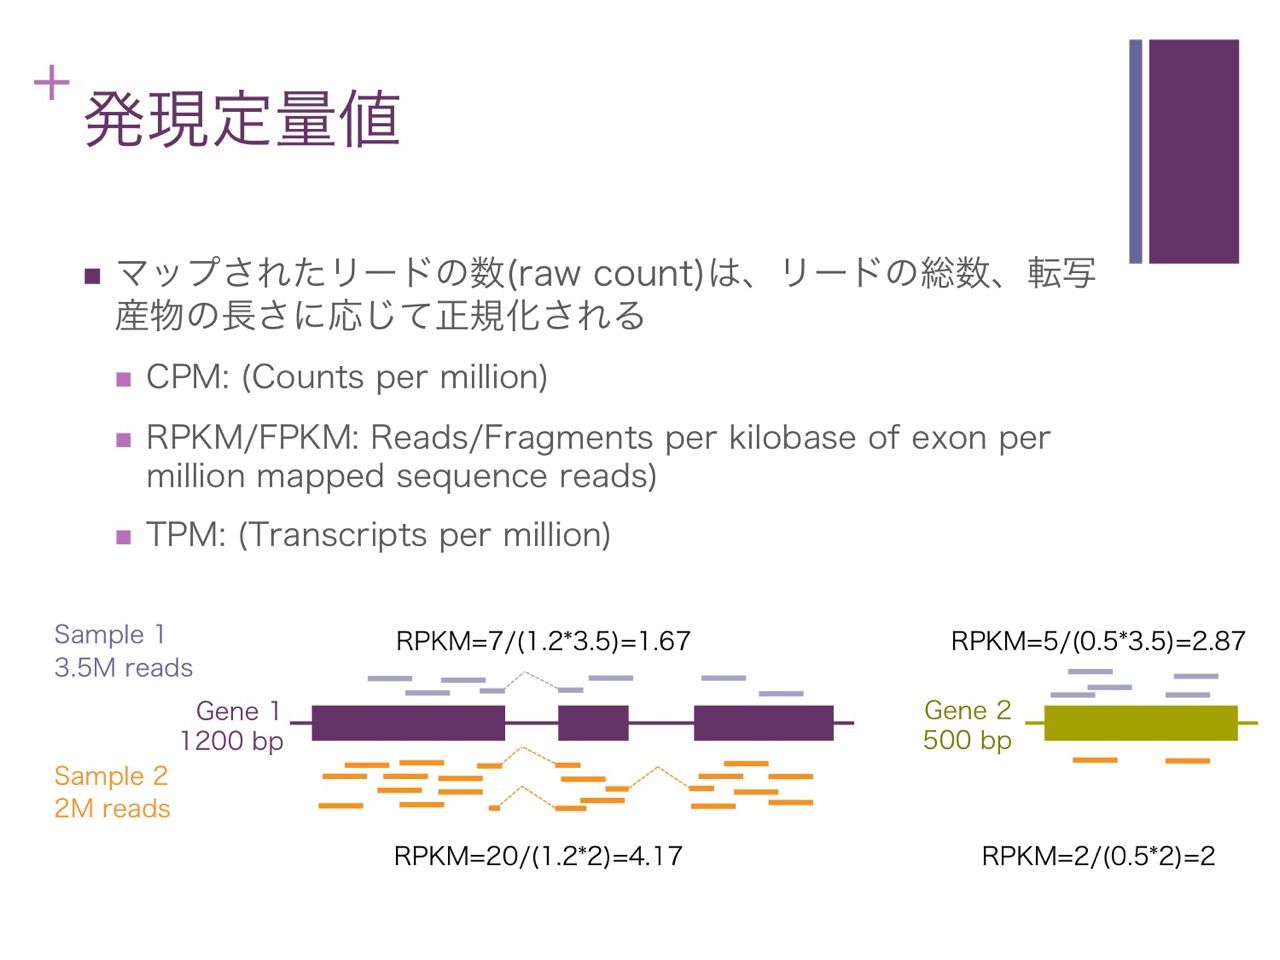 発現定量値
マップされたリードの数(raw count)は、リードの総数、転写
産物の長さに応じて正規化される
CPM: (Counts per million)
RPKM/FPKM: Reads/Fragments per kilobase of exon per
million mapped sequence reads)
TPM: (Transcripts per million)
Sample 1
3.5M reads
RPKM=7/(1.2*3.5)=1.67
RPKM=5/(0.5*3.5)=2.87
Gene 1
1200 bp
Gene 2
500 bp
Sample 2
2M reads
RPKM=20/(1.2*2)=4.17
RPKM=2/(0.5*2)=2